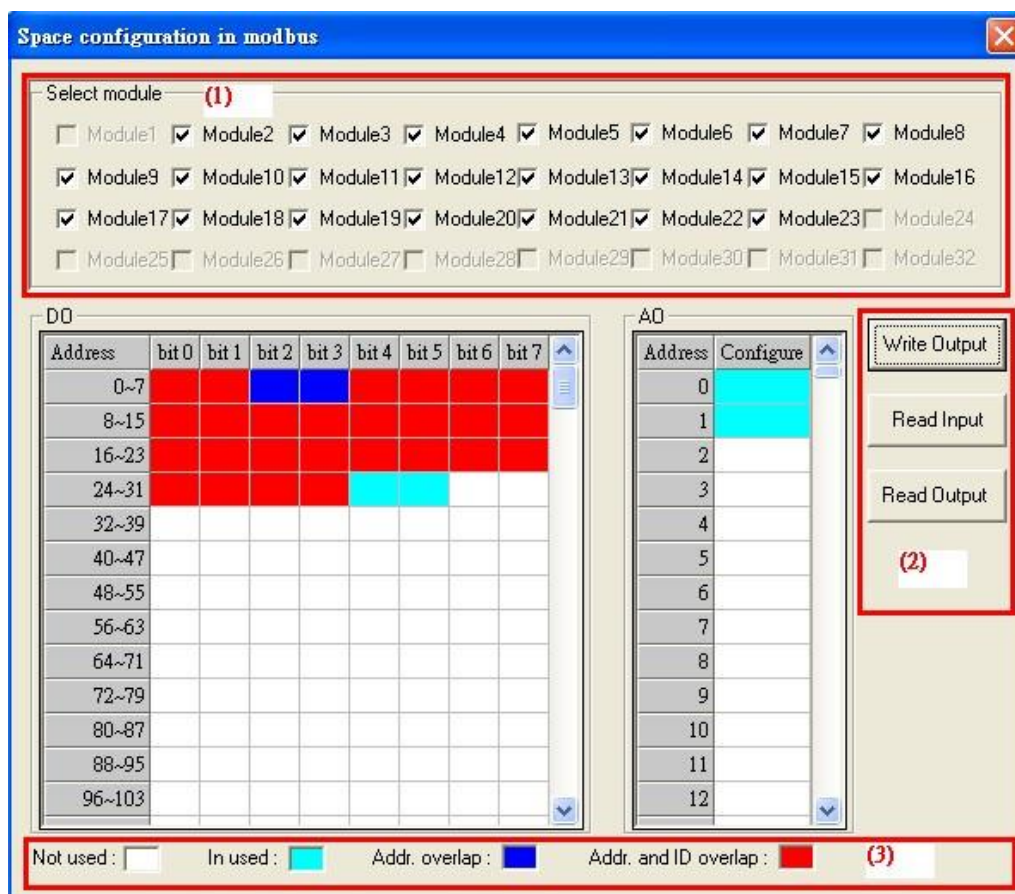 Space configuration in modbus
Select module (1)
Module1 Module2 Module3 Module4 Module5 Module6 Module7 Module8
Module9 Module10 Module11 Module12 Module13 Module14 Module15 Module16
Module17 Module18 Module19 Module20 Module21 Module22 Module23 Module24
Module25 Module26 Module27 Module28 Module29 Module30 Module31 Module32
DO
Address bit 0 bit 1 bit 2 bit 3 bit 4 bit 5 bit 6 bit 7
0~7
8~15
16~23
24~31
32~39
40~47
48~55
56~63
64~71
72~79
80~87
88~95
96~103
AO
Address Configure
0
1
2
3
4
5
6
7
8
9
10
11
12
Write Output
Read Input
Read Output
(2)
Not used : In used : Addr. overlap : Addr. and ID overlap : (3)